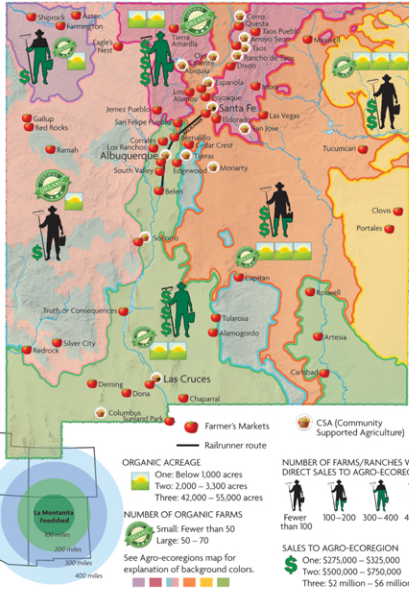 Shiprock
Aztec
Farmington
Eagle's
Nest
Tierra
Amarilla
Cerro
Questa
Taos Pueblo
Arroyo Seco
Taos
Rancho de Taos
Dixon
Maxwell
Abiquiu
Española
Los
Alamos
Pojoaque
Mora
Santa Fe
Eldorado
Las Vegas
San Jose
Jemez Pueblo
San Felipe Pueblo
Gallup
Red Rocks
Ramah
Corrales
Bernalillo
Los Ranchos
Cedar Crest
Albuquerque
Tijeras
South Valley
Edgewood
Moriarty
Tucumcari
Belen
Clovis
Portales
Socorro
Capitan
Roswell
Truth or Consequences
Tularosa
Alamogordo
Artesia
Silver City
Redrock
Carlsbad
Las Cruces
Deming
Dona
Chaparral
Columbus
Sunland Park
Farmer's Markets
CSA (Community
Supported Agriculture)
Railrunner route
ORGANIC ACREAGE
One: Below 1,000 acres
Two: 2,000 – 3,300 acres
Three: 42,000 – 55,000 acres
NUMBER OF ORGANIC FARMS
Small: Fewer than 50
Large: 50 – 70
See Agro-ecoregions map for
explanation of background colors.
NUMBER OF FARMS/RANCHES
DIRECT SALES TO
Fewer
than 100
100–200
300–400
SALES TO AGRO-ECOREGION
One: $275,000 – $325,000
Two: $500,000 – $750,000
Three: $2 million – $6
La Montanita
Foodshed
100 miles
200 miles
300 miles
400 miles